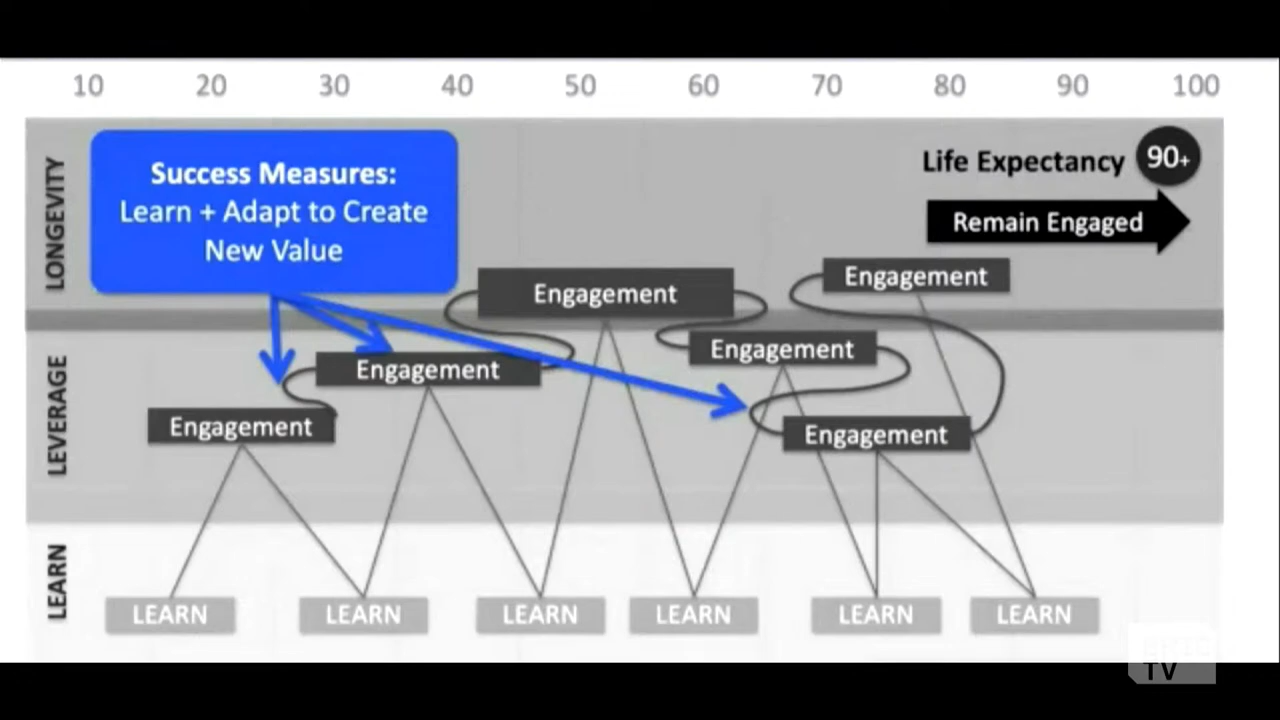 10 20 30 40 50 60 70 80 90 100
LONGEVITY
Success Measures:
Learn + Adapt to Create
New Value
Life Expectancy 90+
Remain Engaged
Engagement
Engagement
LEVERAGE
Engagement
Engagement
Engagement
Engagement
LEARN
LEARN LEARN LEARN LEARN LEARN LEARN
TV